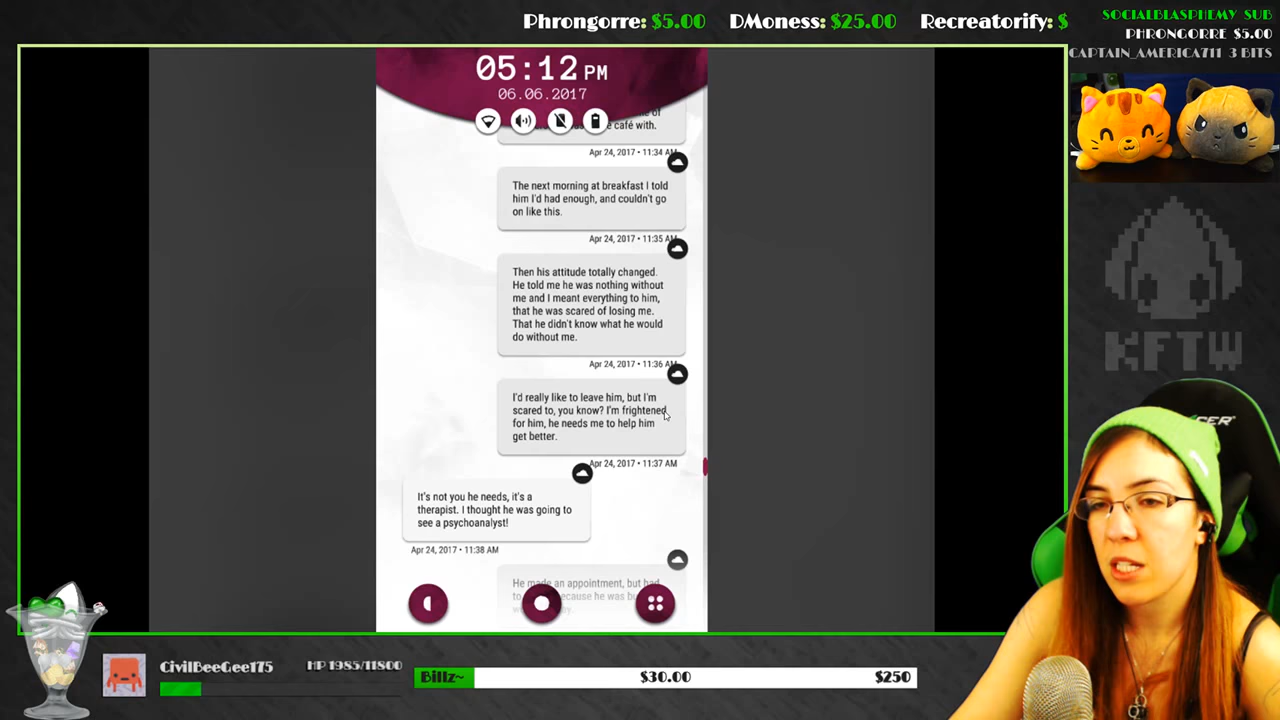 Phrongorre: $5.00 DMoness: $25.00 Recreatorify: $
SOCIALBLASPHEMY SUB
PHRONGORRE $5.00
CAPTAIN_AMERICA711 3 BITS
05:12 PM
06.06.2017
café with.
Apr 24, 2017 • 11:34 AM
The next morning at breakfast I told
him I'd had enough, and couldn't go
on like this.
Apr 24, 2017 • 11:35 AM
Then his attitude totally changed.
He told me he was nothing without
me and I meant everything to him,
that he was scared of losing me.
That he didn't know what he would
do without me.
Apr 24, 2017 • 11:36 AM
I'd really like to leave him, but I'm
scared to, you know? I'm frightened
for him, he needs me to help him
get better.
Apr 24, 2017 • 11:37 AM
It's not you he needs, it's a
therapist. I thought he was going to
see a psychoanalyst!
Apr 24, 2017 • 11:38 AM
He made an appointment, but had
to
KFTW
CivilBeeGee175 HP 1985/11800
Billz~ $30.00 $250